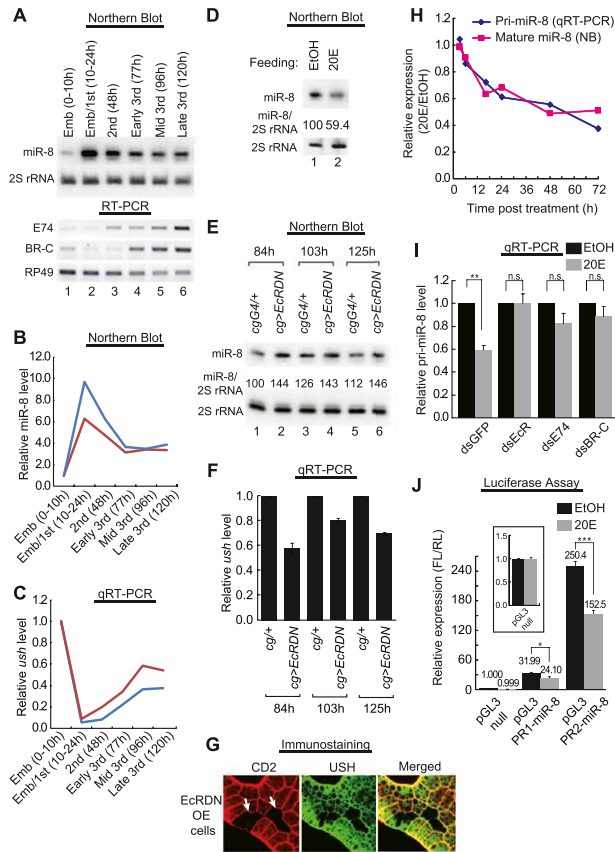 A
Northern Blot
Emb (0-10h)
Emb/1st (10-24h)
2nd (48h)
Early 3rd (77h)
Mid 3rd (96h)
Late 3rd (120h)
miR-8
2S rRNA
RT-PCR
E74
BR-C
RP49
1 2 3 4 5 6
B
Northern Blot
Relative miR-8 level
12.0
10.0
8.0
6.0
4.0
2.0
0.0
Emb (0-10h)
Emb/1st (10-24h)
2nd (48h)
Early 3rd (77h)
Mid 3rd (96h)
Late 3rd (120h)
C
qRT-PCR
Relative ush level
1.2
1.0
0.8
0.6
0.4
0.2
0.0
Emb (0-10h)
Emb/1st (10-24h)
2nd (48h)
Early 3rd (77h)
Mid 3rd (96h)
Late 3rd (120h)
D
Northern Blot
Feeding:
EtOH
20E
miR-8
miR-8/
2S rRNA
100 59.4
2S rRNA
1 2
E
Northern Blot
84h 103h 125h
cgG4/+
cg>EcRDN
cgG4/+
cg>EcRDN
cgG4/+
cg>EcRDN
miR-8
miR-8/
2S rRNA
100 144 126 143 112 146
2S rRNA
1 2 3 4 5 6
F
qRT-PCR
Relative ush level
1.0
0.8
0.6
0.4
0.2
0.0
cg/+
cg>EcRDN
cg/+
cg>EcRDN
cg/+
cg>EcRDN
84h 103h 125h
G
Immunostaining
CD2 USH Merged
EcRDN
OE
cells
H
Pri-miR-8 (qRT-PCR)
Mature miR-8 (NB)
Relative expression
(20E/EtOH)
1.0
0.8
0.6
0.4
0.2
0
0 12 24 36 48 60 72
Time post treatment (h)
I
qRT-PCR
EtOH
20E
Relative pri-miR-8 level
1.2
1.0
0.8
0.6
0.4
0.2
0.0
** n.s. n.s. n.s.
dsGFP
dsEcR
dsE74
dsBR-C
J
Luciferase Assay
EtOH
20E
Relative expression (FL/RL)
240
180
120
60
0
1.5
1.0
0.5
0.0
pGL3
null
1.000
0.999
31.99
*
24.10
250.4
***
152.5
pGL3
null
pGL3
PR1-miR-8
pGL3
PR2-miR-8